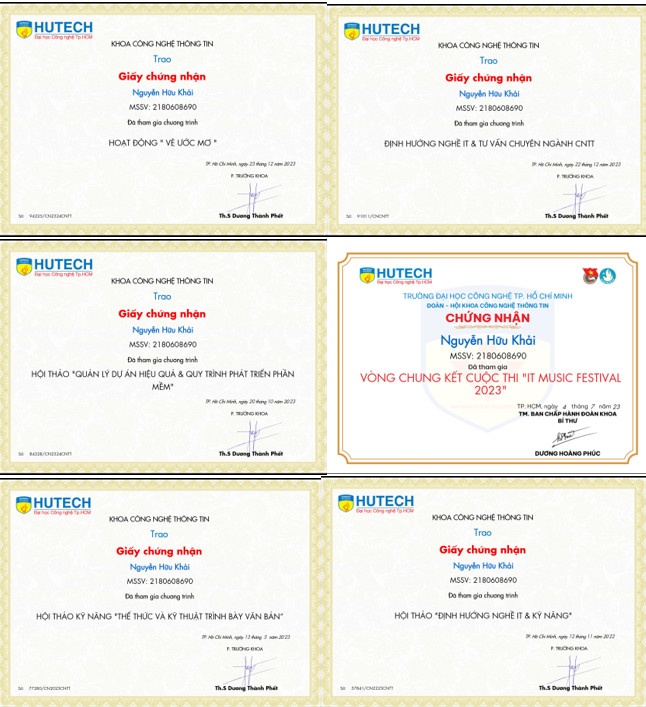 HUTECH
Đại học Công nghệ Tp.HCM
KHOA CÔNG NGHỆ THÔNG TIN
Trao
Giấy chứng nhận
Nguyễn Hữu Khải
MSSV: 2180608690
Đã tham gia chương trình
HOẠT ĐỘNG " VẼ ƯỚC MƠ "
TP. Hồ Chí Minh, ngày 23 tháng 12 năm 2023
P. TRƯỞNG KHOA
Th.S Dương Thành Phết
Số 94325/CN2324CNTT
HUTECH
Đại học Công nghệ Tp.HCM
KHOA CÔNG NGHỆ THÔNG TIN
Trao
Giấy chứng nhận
Nguyễn Hữu Khải
MSSV: 2180608690
Đã tham gia chương trình
ĐỊNH HƯỚNG NGHỀ IT & TƯ VẤN CHUYÊN NGÀNH CNTT
TP. Hồ Chí Minh, ngày 22 tháng 12 năm 2023
P. TRƯỞNG KHOA
Th.S Dương Thành Phết
Số
HUTECH
Đại học Công nghệ Tp.HCM
KHOA CÔNG NGHỆ THÔNG TIN
Trao
Giấy chứng nhận
Nguyễn Hữu Khải
MSSV: 2180608690
Đã tham gia chương trình
HỘI THẢO "QUẢN LÝ DỰ ÁN HIỆU QUẢ & QUY TRÌNH PHÁT TRIỂN PHẦN
MỀM"
TP. Hồ Chí Minh, ngày 20 tháng 10 năm 2023
P. TRƯỞNG KHOA
Th.S Dương Thành Phết
Số 84328/CN2324CNTT
HUTECH
Đại học Công nghệ Tp.HCM
TRƯỜNG ĐẠI HỌC CÔNG NGHỆ TP. HỒ CHÍ MINH
ĐOÀN - HỘI KHOA CÔNG NGHỆ THÔNG TIN
CHỨNG NHẬN
Nguyễn Hữu Khải
MSSV: 2180608690
Đã tham gia
VÒNG CHUNG KẾT CUỘC THI "IT MUSIC FESTIVAL
2023"
TP. HCM, ngày 4 tháng 7 năm 23
TM. BAN CHẤP HÀNH ĐOÀN KHOA
BÍ THƯ
DƯƠNG HOÀNG PHÚC
HUTECH
Đại học Công nghệ Tp.HCM
KHOA CÔNG NGHỆ THÔNG TIN
Trao
Giấy chứng nhận
Nguyễn Hữu Khải
MSSV: 2180608690
Đã tham gia chương trình
HỘI THẢO KỸ NĂNG "THỂ THỨC VÀ KỸ THUẬT TRÌNH BÀY VĂN BẢN"
TP. Hồ Chí Minh, ngày 13 tháng 5 năm 2023
P. TRƯỞNG KHOA
Th.S Dương Thành Phết
Số 77280/CN2023CNTT
HUTECH
Đại học Công nghệ Tp.HCM
KHOA CÔNG NGHỆ THÔNG TIN
Trao
Giấy chứng nhận
Nguyễn Hữu Khải
MSSV: 2180608690
Đã tham gia chương trình
HỘI THẢO "ĐỊNH HƯỚNG NGHỀ IT & KỸ NĂNG"
TP. Hồ Chí Minh, ngày 12 tháng 11 năm 2022
P. TRƯỞNG KHOA
Th.S Dương Thành Phết
Số 57841/CN2223CNTT